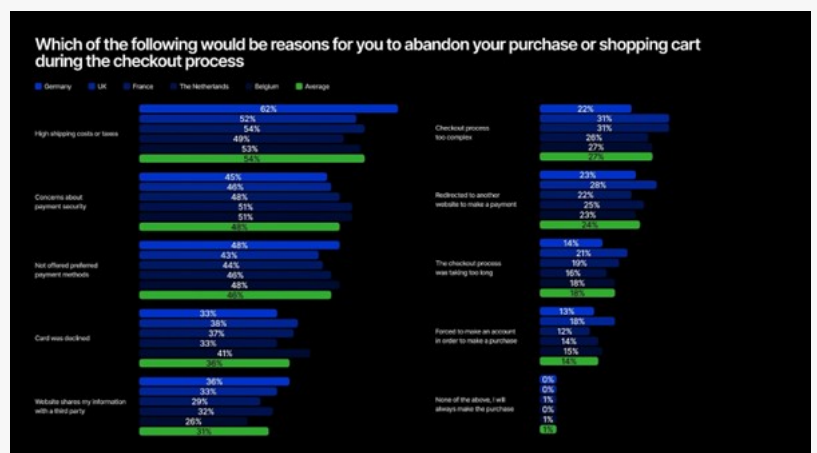 Which of the following would be reasons for you to abandon your purchase or shopping cart
during the checkout process
Germany UK France The Netherlands Belgium Average
High shipping costs or taxes
62%
52%
54%
49%
53%
54%
Concerns about
payment security
45%
46%
48%
51%
51%
48%
Not offered preferred
payment methods
48%
43%
44%
46%
48%
46%
Card was declined
33%
38%
37%
33%
41%
36%
Website shares my information
with a third party
36%
33%
29%
32%
26%
31%
Checkout process
too complex
22%
31%
31%
26%
27%
27%
Redirected to another
website to make a payment
23%
28%
22%
25%
23%
24%
The checkout process
was taking too long
14%
21%
19%
16%
18%
18%
Forced to make an account
in order to make a purchase
13%
18%
12%
14%
15%
14%
None of the above, I will
always make the purchase
0%
0%
1%
0%
1%
1%